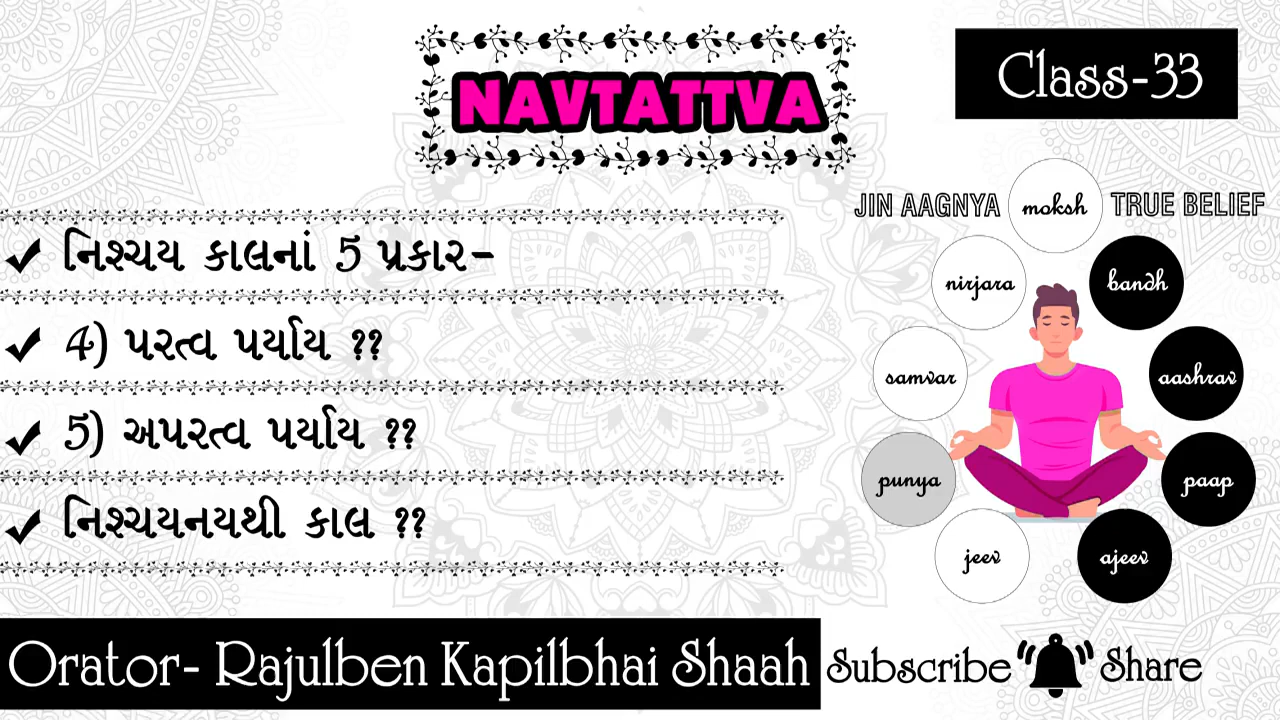 NAVTATTVA
Class-33
નિશ્ચય કાલનાં 5 પ્રકાર-
4) પરત્વ પર્યાય ??
5) અપરત્વ પર્યાય ??
નિશ્ચયનયથી કાલ ??
JIN AAGNYA
moksh
TRUE BELIEF
nirjara
bandh
samvar
aashrav
punya
paap
jeev
ajeev
Orator- Rajulben Kapilbhai Shaah
Subscribe
Share